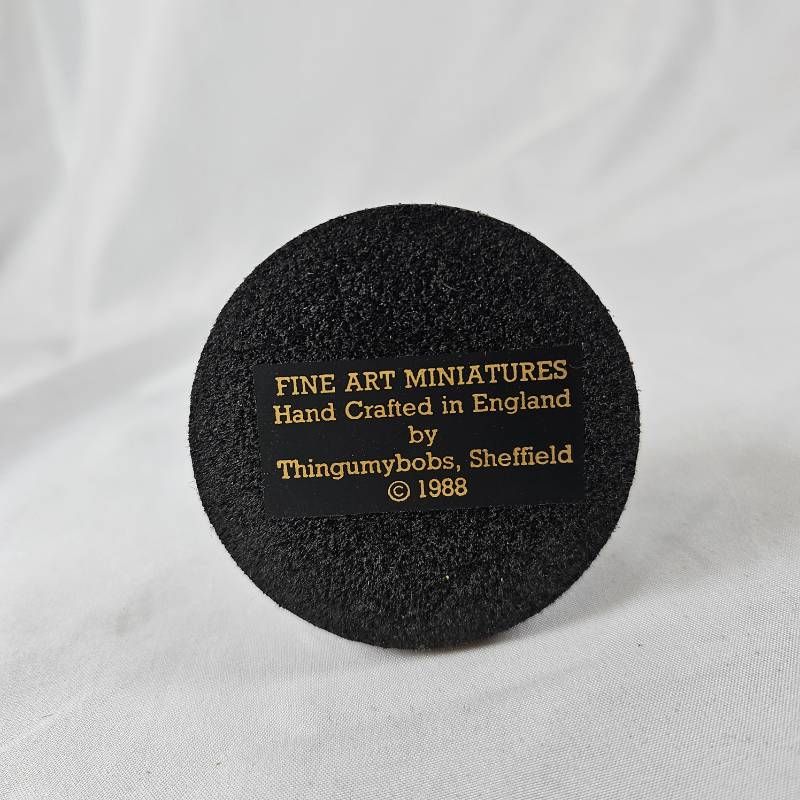 FINE ART MINIATURES
Hand Crafted in England
by
Thingumybobs, Sheffield
© 1988